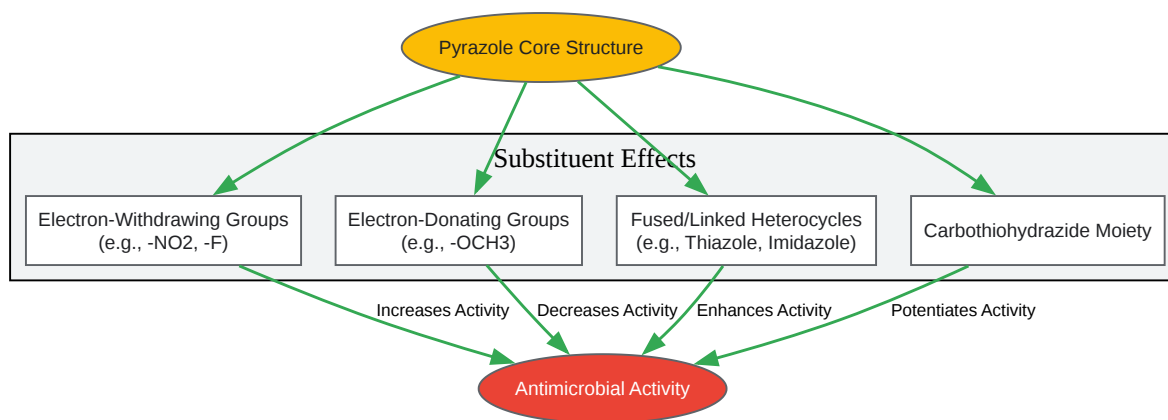 Pyrazole Core Structure
Substituent Effects
Electron-Withdrawing Groups
(e.g., -NO2, -F)
Electron-Donating Groups
(e.g., -OCH3)
Fused/Linked Heterocycles
(e.g., Thiazole, Imidazole)
Carbothiohydrazide Moiety
Increases Activity
Decreases Activity
Enhances Activity
Potentiates Activity
Antimicrobial Activity